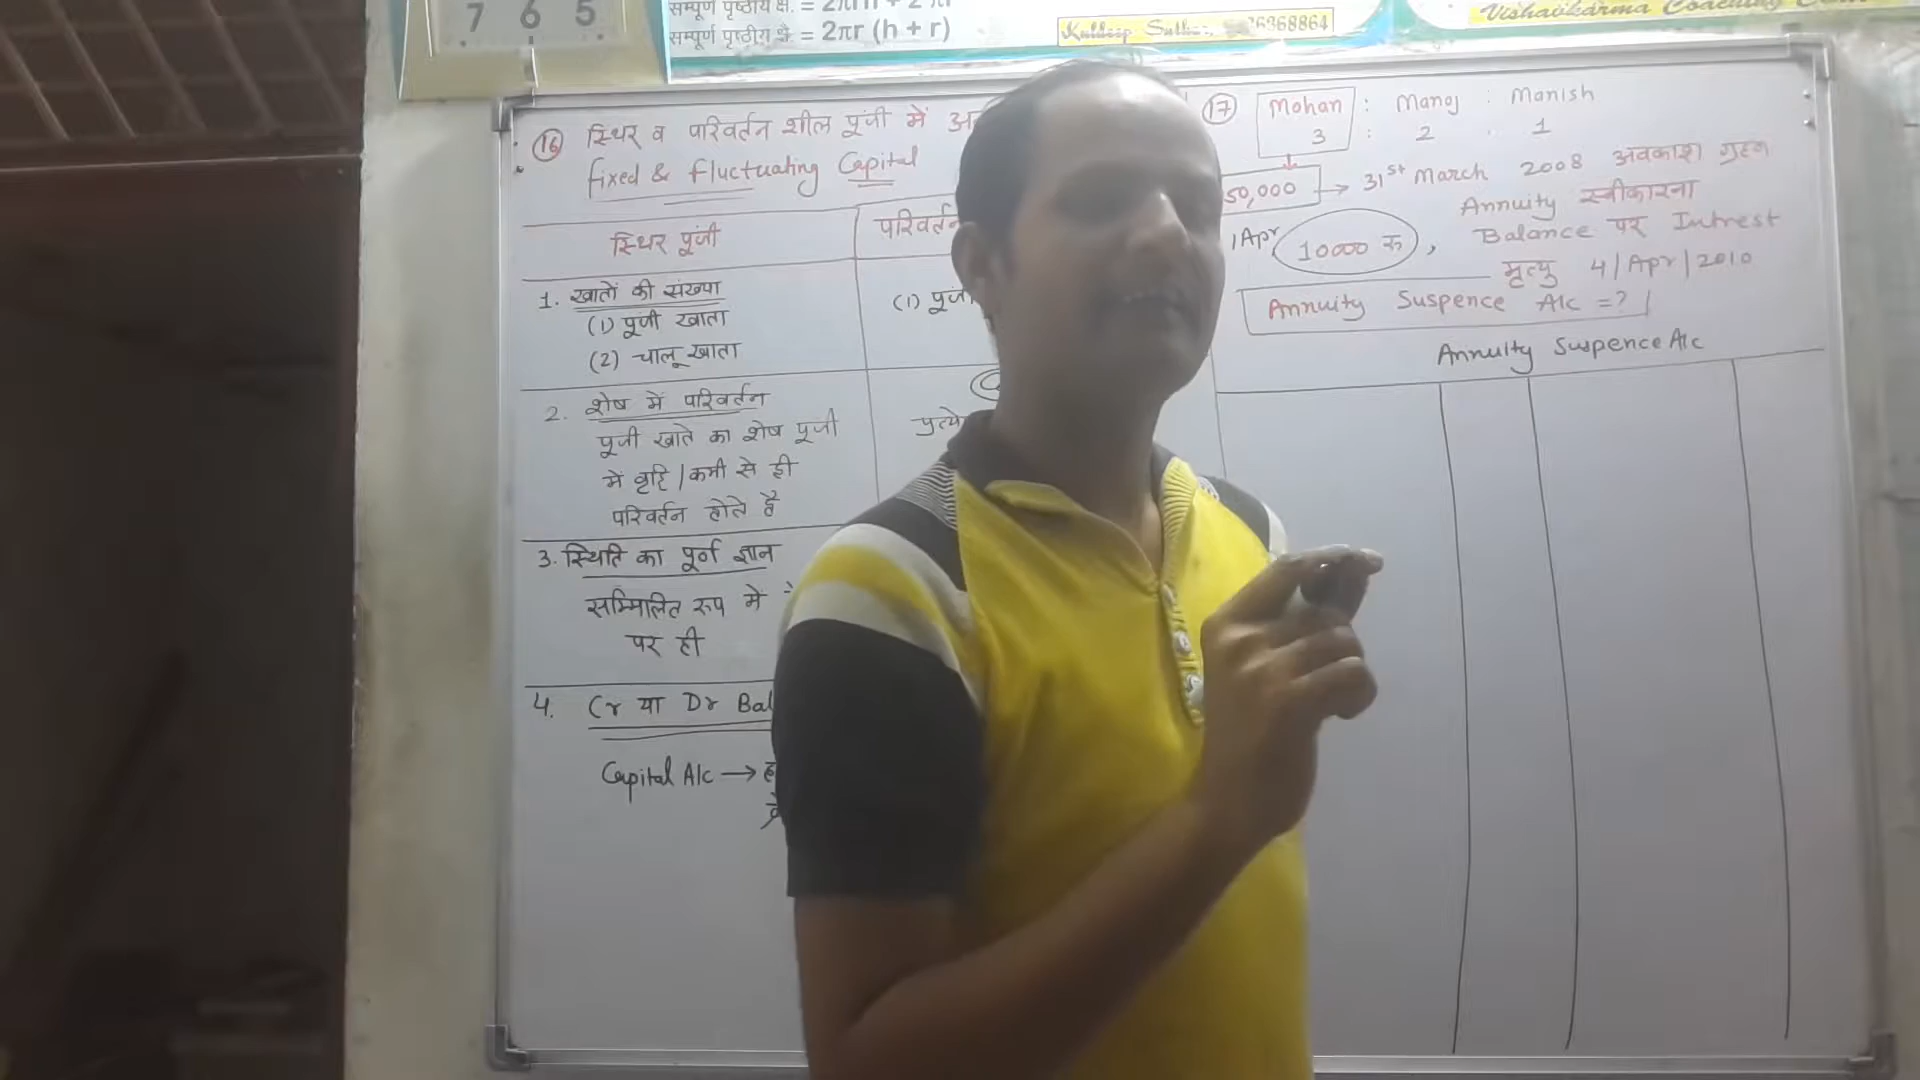 7 6 5
सम्पूर्ण पृष्ठीय क्षे. = 2πr (h + r)
36368864
Vishavkarma Coaching
(16) स्थिर व परिवर्तन शील पूंजी में
fixed & fluctuating Capital
स्थिर पूंजी
परिवर्तन
1. खातों की संख्या
(1) पूंजी खाता
(2) चालू खाता
(1) पूंजी
2. शेष में परिवर्तन
पूंजी खाते का शेष पूंजी
में वृद्धि / कमी से ही
परिवर्तन होते है
प्रत्ये
3. स्थिति का पूर्ण ज्ञान
सम्मिलित रूप में
पर ही
4. Cr या Dr Bal
Capital A/c →
(17) Mohan : Manoj : Manish
3 : 2 : 1
50,000 → 31st March 2008 अवकाश ग्रहण
Annuity स्वीकारना
1 Apr 10000 रु, Balance पर Intrest
मृत्यु 4/Apr/2010
Annuity Suspence A/c = ?
Annuity Suspence A/c